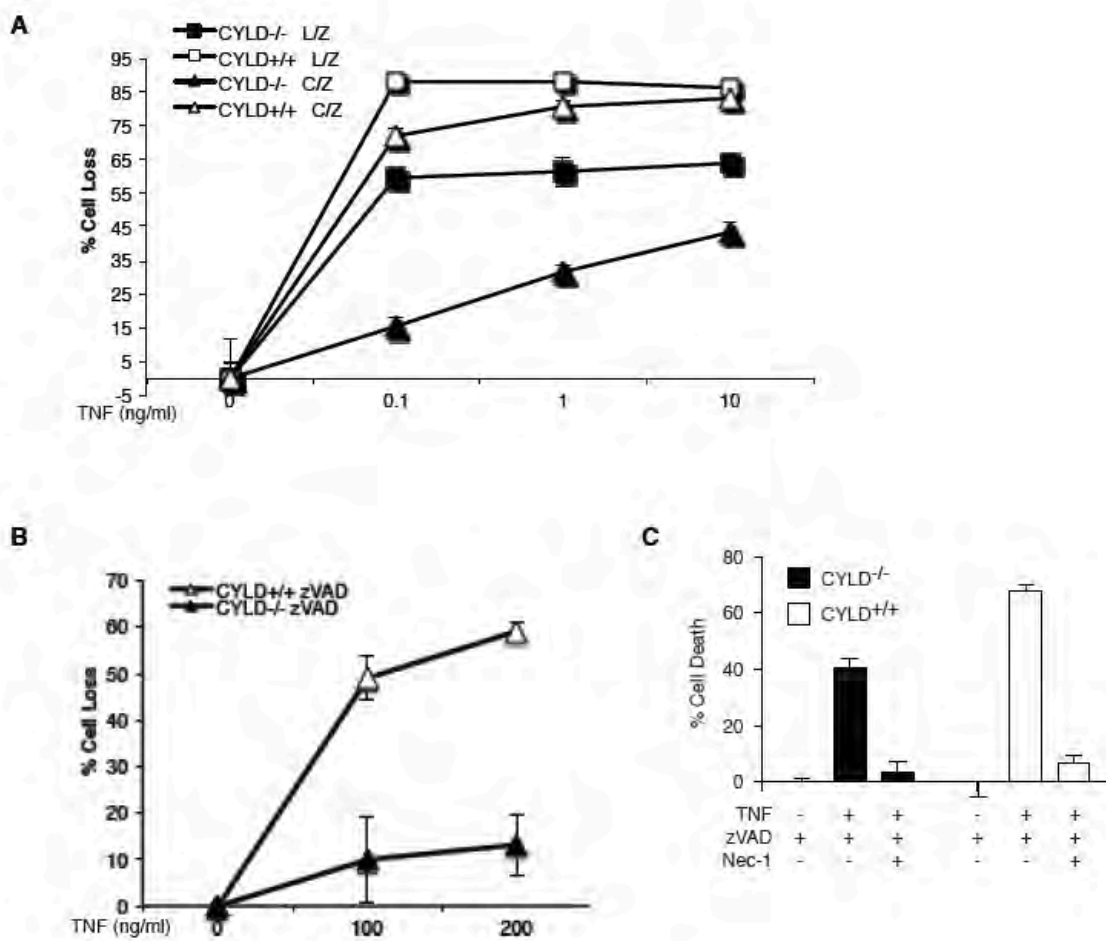 A
CYLD-/- L/Z
CYLD+/+ L/Z
CYLD-/- C/Z
CYLD+/+ C/Z
95
85
75
65
55
45
35
25
15
5
-5
% Cell Loss
TNF (ng/ml)
0 0.1 1 10
B
CYLD+/+ zVAD
CYLD-/- zVAD
70
60
50
40
30
20
10
0
% Cell Loss
TNF (ng/ml)
0 100 200
C
CYLD-/-
CYLD+/+
80
60
40
20
0
% Cell Death
TNF - + + - + +
zVAD + + + + + +
Nec-1 - - + - - +